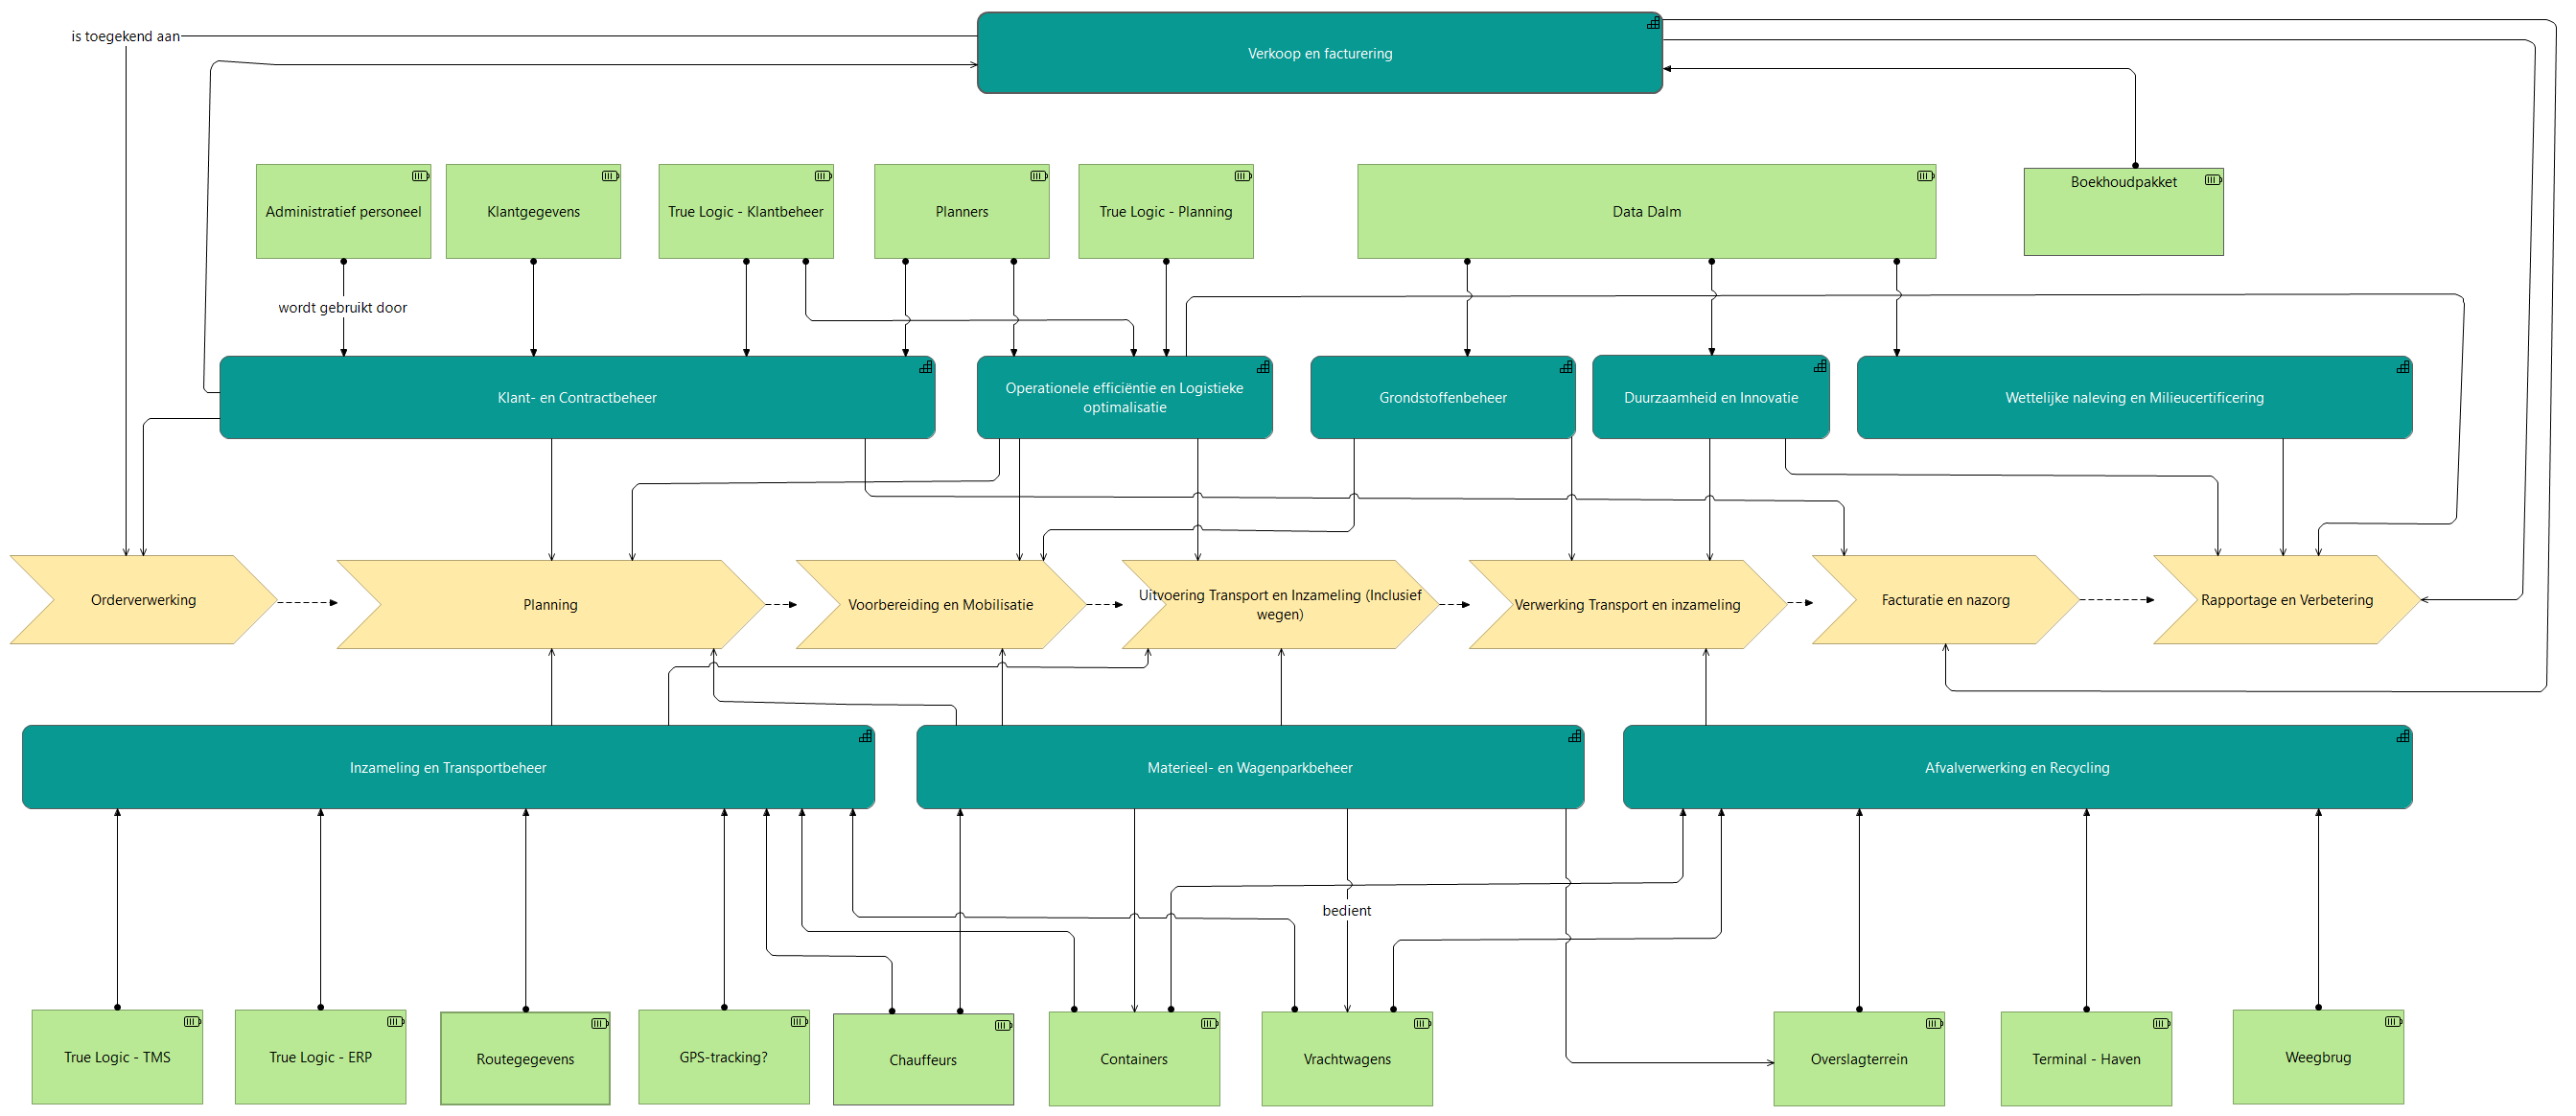 is toegekend aan
Verkoop en facturering
Administratief personeel
Klantgegevens
True Logic - Klantbeheer
Planners
True Logic - Planning
Data Dalm
Boekhoudpakket
wordt gebruikt door
Klant- en Contractbeheer
Operationele efficiëntie en Logistieke
optimalisatie
Grondstoffenbeheer
Duurzaamheid en Innovatie
Wettelijke naleving en Milieucertificering
Orderverwerking
Planning
Voorbereiding en Mobilisatie
Uitvoering Transport en Inzameling (Inclusief
wegen)
Verwerking Transport en inzameling
Facturatie en nazorg
Rapportage en Verbetering
Inzameling en Transportbeheer
Materieel- en Wagenparkbeheer
Afvalverwerking en Recycling
bedient
True Logic - TMS
True Logic - ERP
Routegegevens
GPS-tracking?
Chauffeurs
Containers
Vrachtwagens
Overslagterrein
Terminal - Haven
Weegbrug